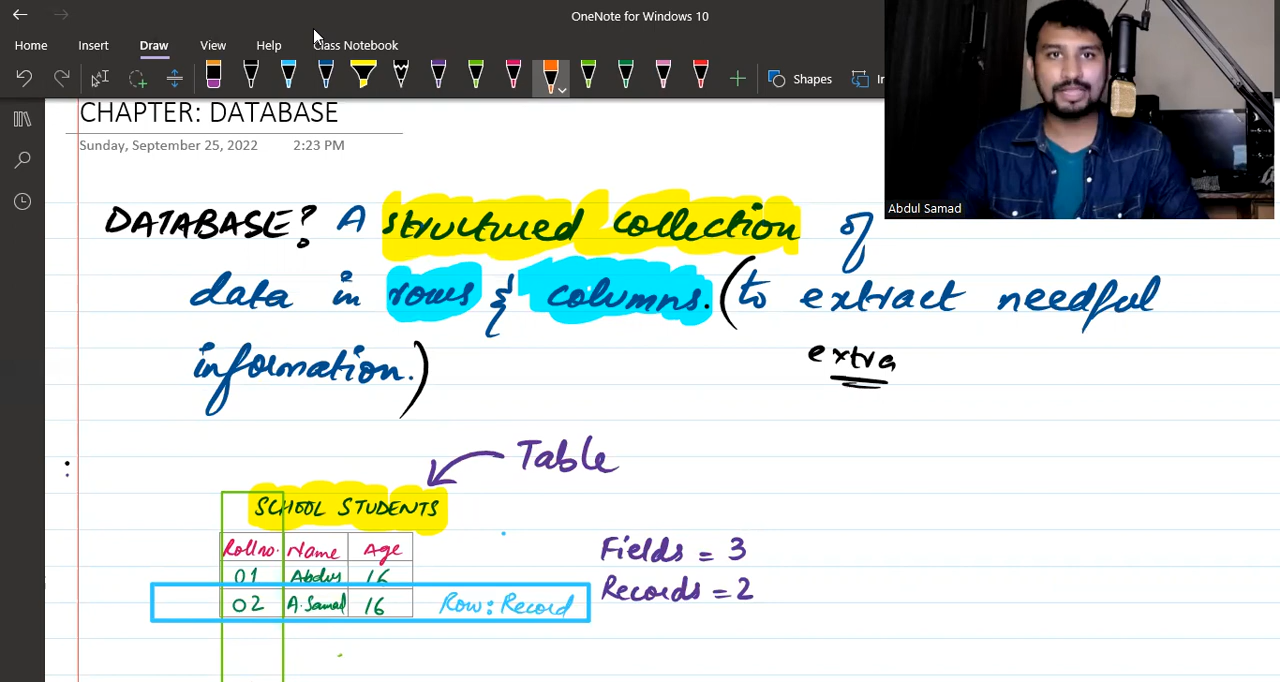 OneNote for Windows 10
Home Insert Draw View Help Class Notebook
Shapes In
CHAPTER: DATABASE
Sunday, September 25, 2022 2:23 PM
Abdul Samad
DATABASE? A structured collection of
data in rows & columns. (to extract needful
information.)
extra
Table
SCHOOL STUDENTS
Rollno. Name Age
01 Abdus 16
02 A.Samad 16 Row: Record
Fields = 3
Records = 2